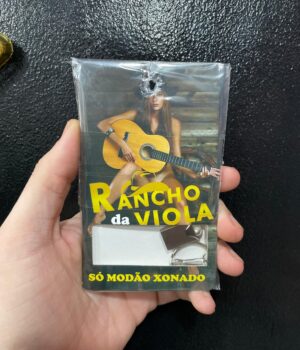 RANCHO
da VIOLA
SÓ MODÃO XONADO